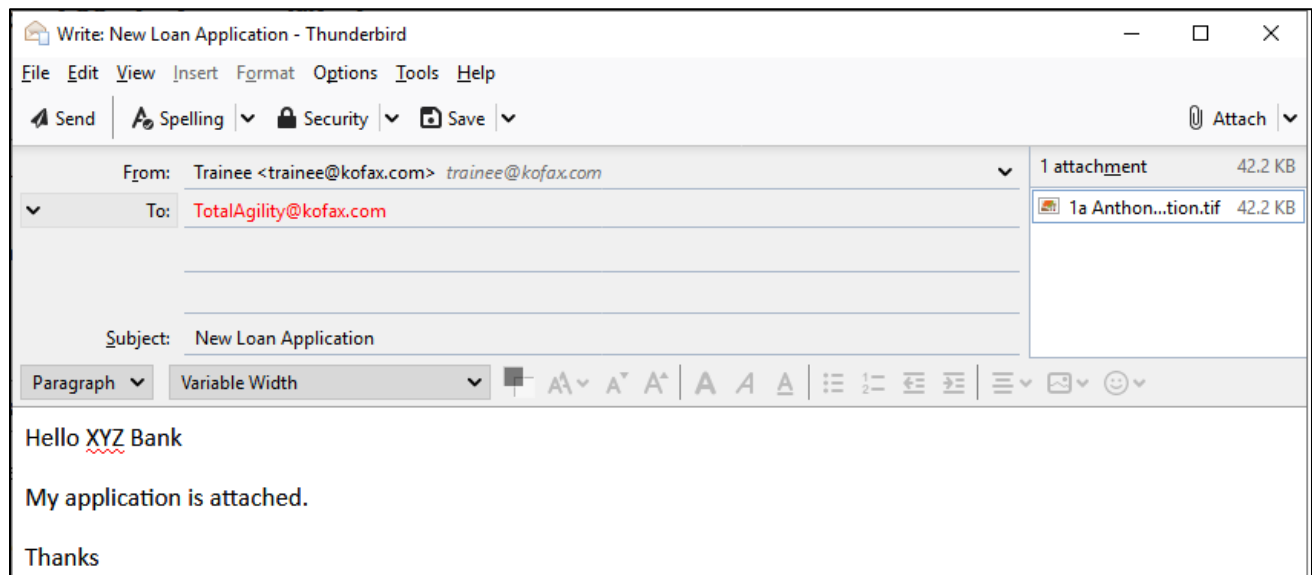 Write: New Loan Application - Thunderbird
File Edit View Insert Format Options Tools Help
Send Spelling Security Save Attach
From: Trainee <trainee@kofax.com> trainee@kofax.com
1 attachment 42.2 KB
To: TotalAgility@kofax.com
1a Anthon...tion.tif 42.2 KB
Subject: New Loan Application
Paragraph Variable Width
Hello XYZ Bank
My application is attached.
Thanks